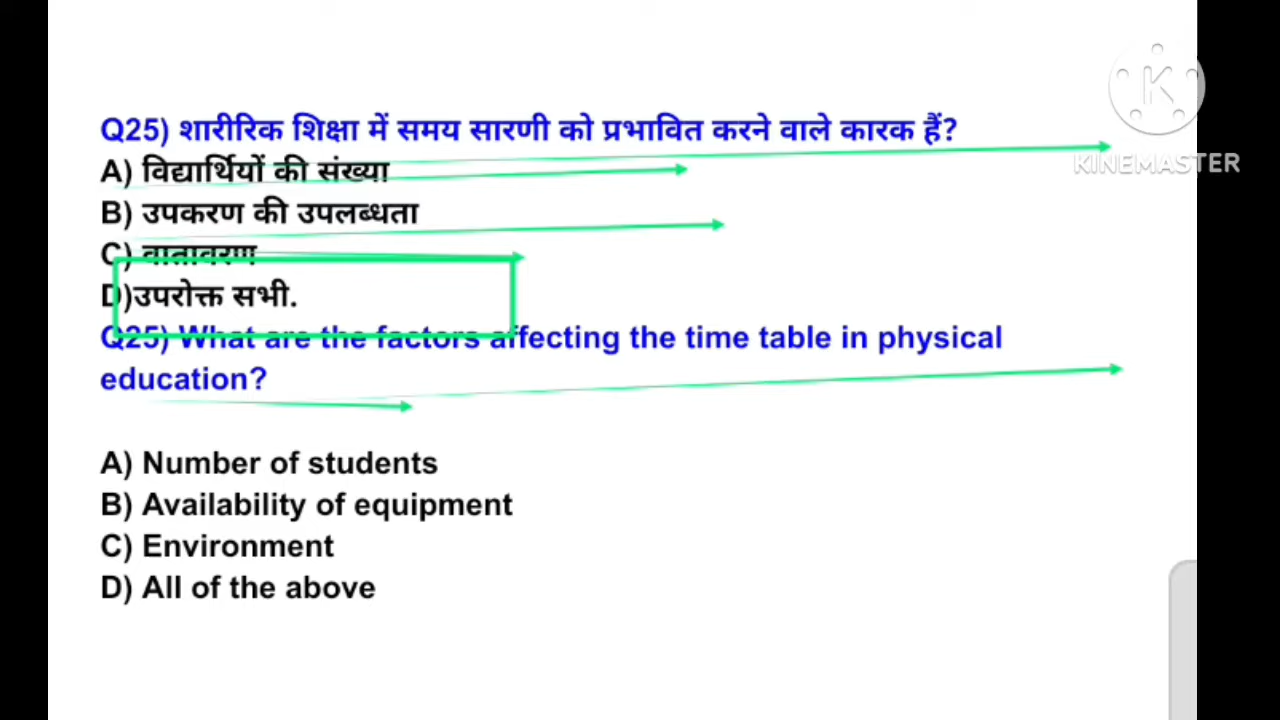 Q25) शारीरिक शिक्षा में समय सारणी को प्रभावित करने वाले कारक हैं?
A) विद्यार्थियों की संख्या
B) उपकरण की उपलब्धता
C) वातावरण
D)उपरोक्त सभी.
Q25) What are the factors affecting the time table in physical
education?
A) Number of students
B) Availability of equipment
C) Environment
D) All of the above
K
KINEMASTER